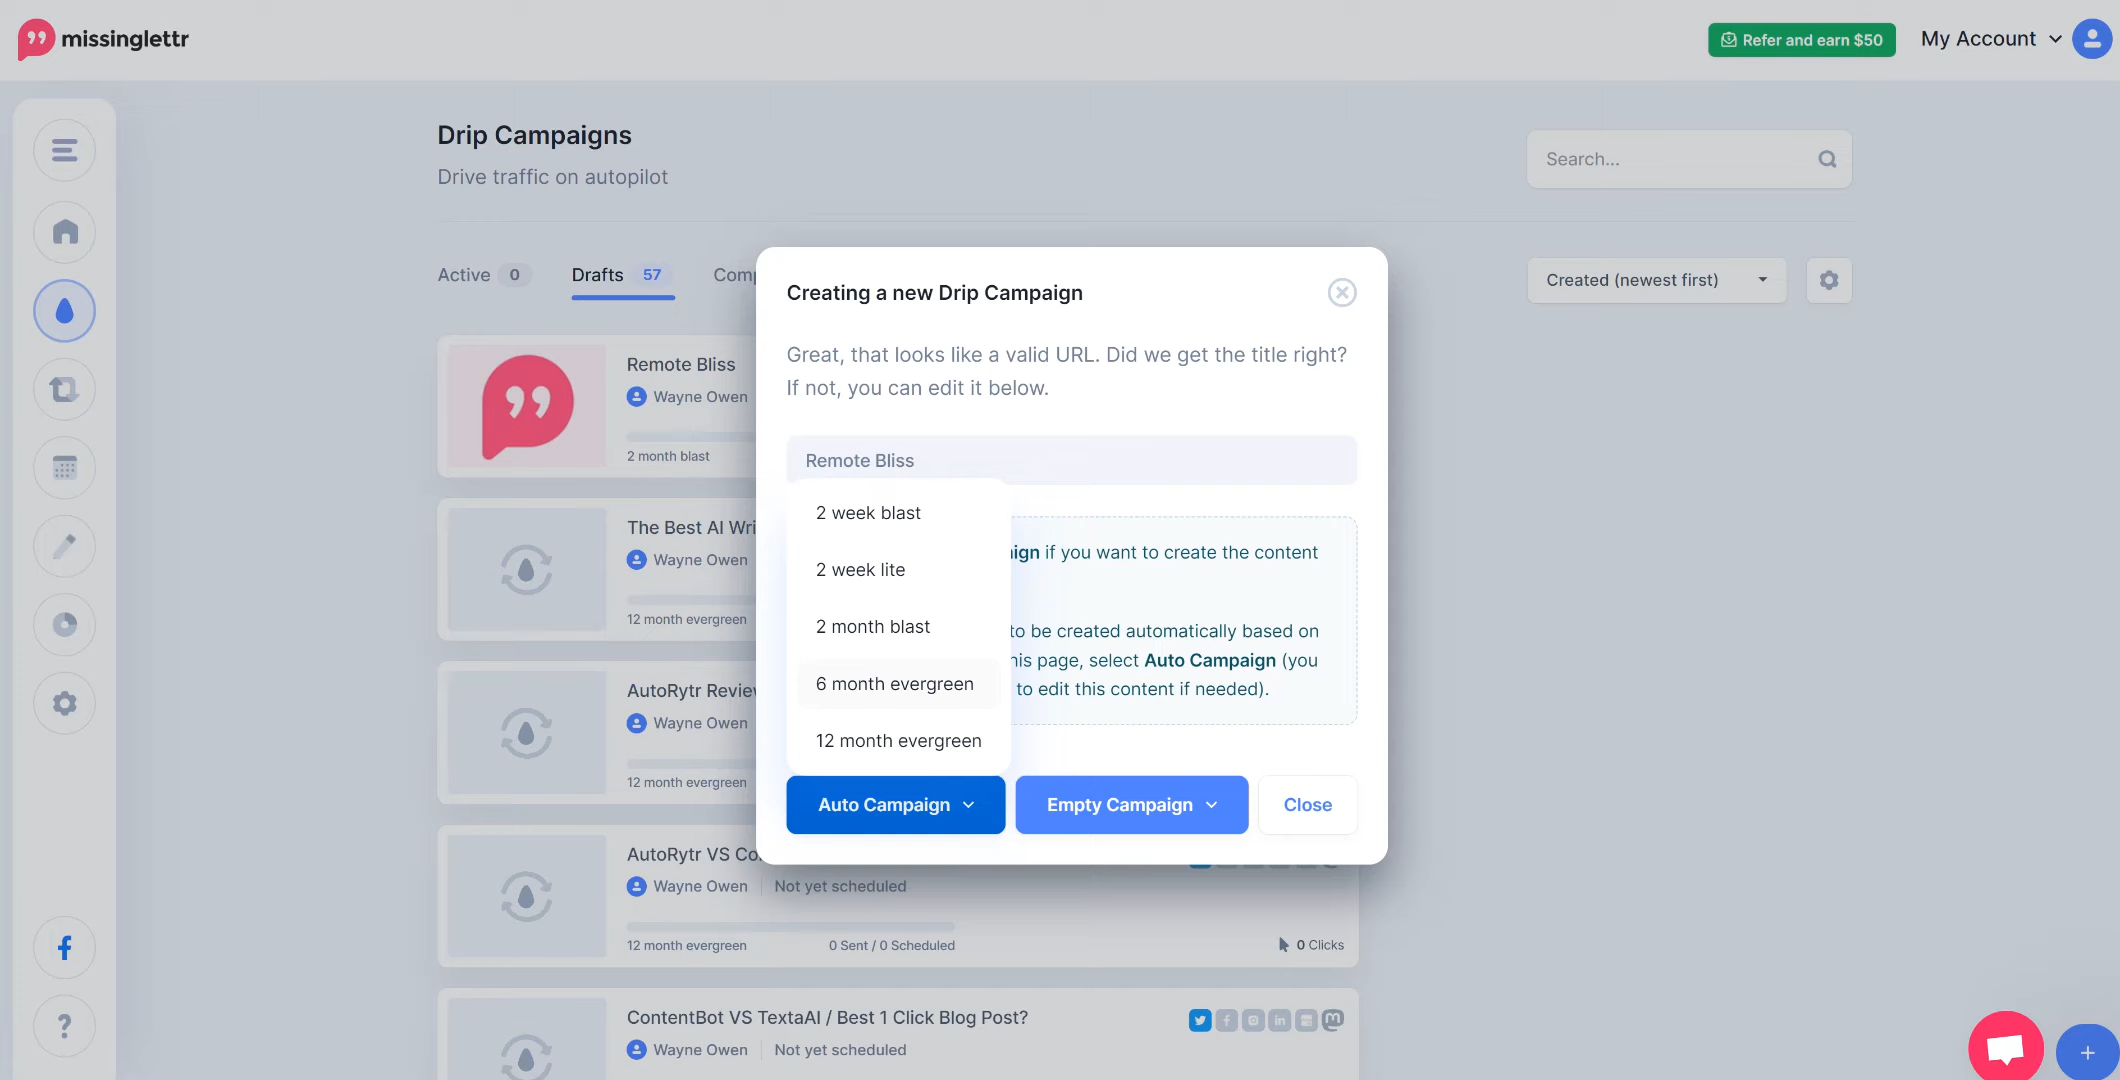 missinglettr
Refer and earn $50
My Account
Drip Campaigns
Drive traffic on autopilot
Search...
Active 0
Drafts 57
Created (newest first)
Remote Bliss
Wayne Owen
2 month blast
The Best AI
Wayne Owen
12 month evergreen
AutoRytr
Wayne Owen
12 month evergreen
AutoRytr VS
Wayne Owen
Not yet scheduled
12 month evergreen
0 Sent / 0 Scheduled
0 Clicks
ContentBot VS TextaAI / Best 1 Click Blog Post?
Wayne Owen
Not yet scheduled
Creating a new Drip Campaign
Great, that looks like a valid URL. Did we get the title right?
If not, you can edit it below.
Remote Bliss
2 week blast
2 week lite
2 month blast
6 month evergreen
12 month evergreen
if you want to create the content
to be created automatically based on
page, select Auto Campaign (you
to edit this content if needed).
Auto Campaign
Empty Campaign
Close